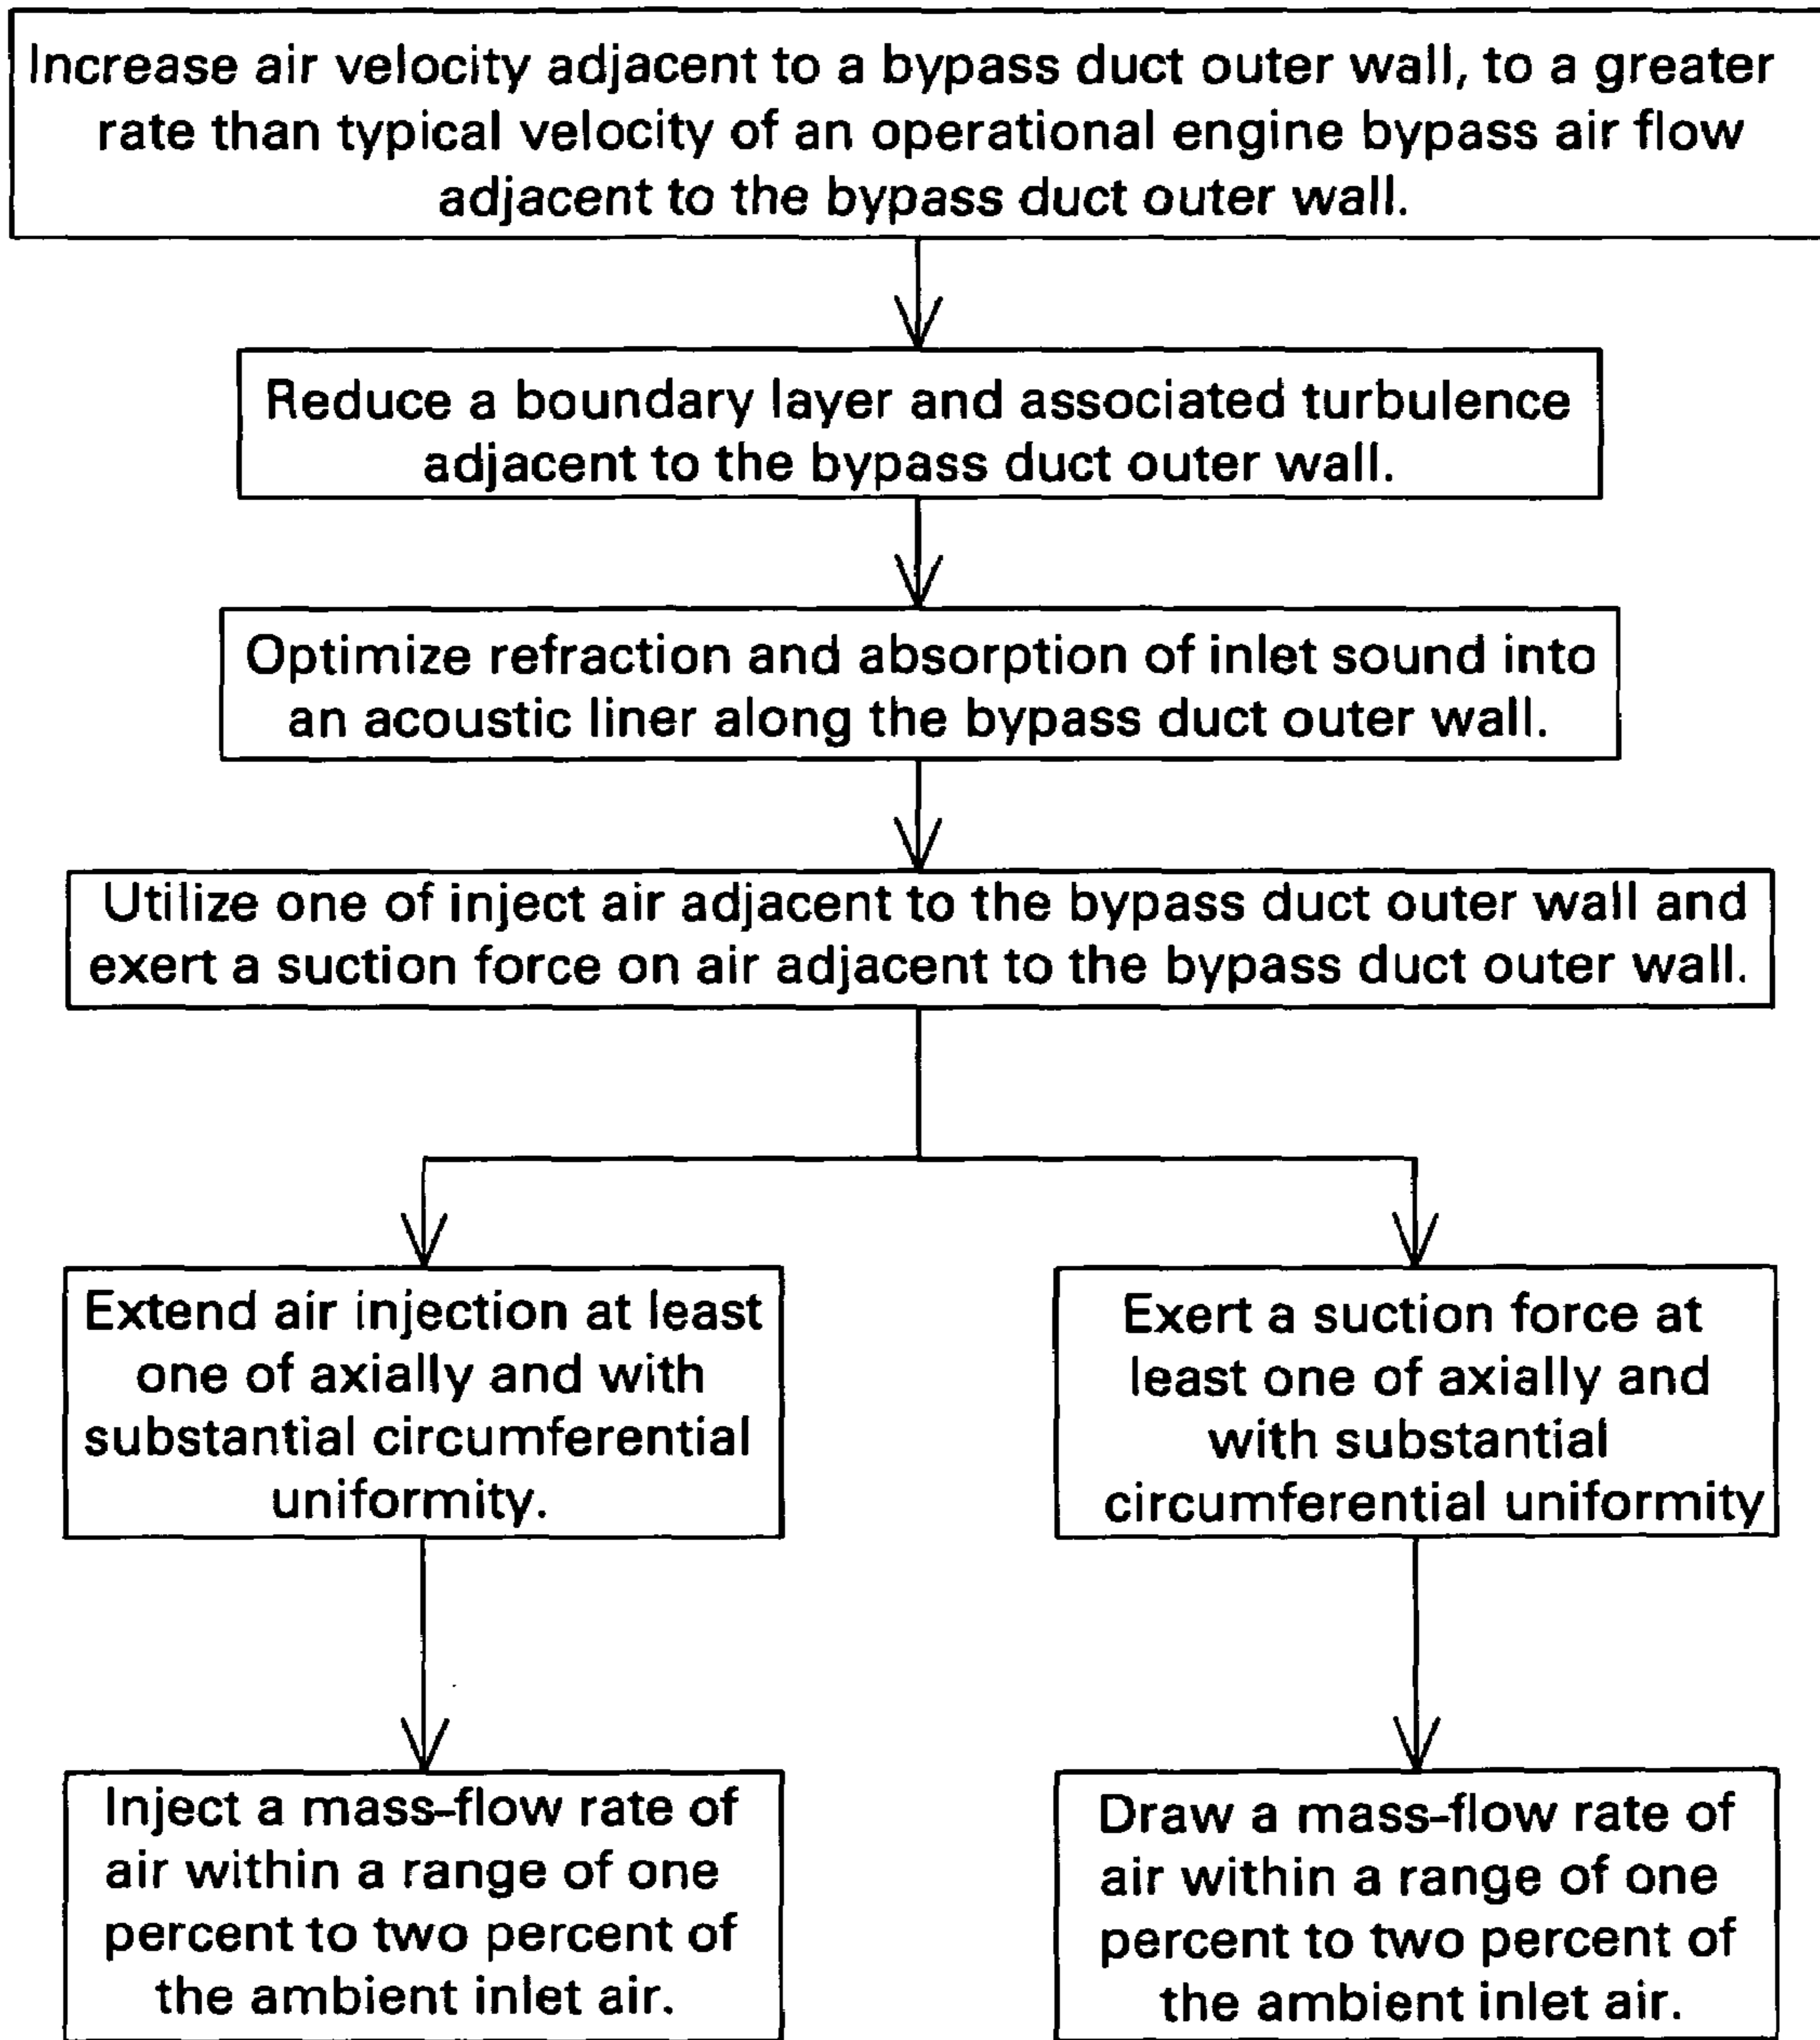 Increase air velocity adjacent to a bypass duct outer wall, to a greater
rate than typical velocity of an operational engine bypass air flow
adjacent to the bypass duct outer wall.
Reduce a boundary layer and associated turbulence
adjacent to the bypass duct outer wall.
Optimize refraction and absorption of inlet sound into
an acoustic liner along the bypass duct outer wall.
Utilize one of inject air adjacent to the bypass duct outer wall and
exert a suction force on air adjacent to the bypass duct outer wall.
Extend air injection at least
one of axially and with
substantial circumferential
uniformity.
Exert a suction force at
least one of axially and
with substantial
circumferential uniformity
Inject a mass-flow rate of
air within a range of one
percent to two percent of
the ambient inlet air.
Draw a mass-flow rate of
air within a range of one
percent to two percent of
the ambient inlet air.